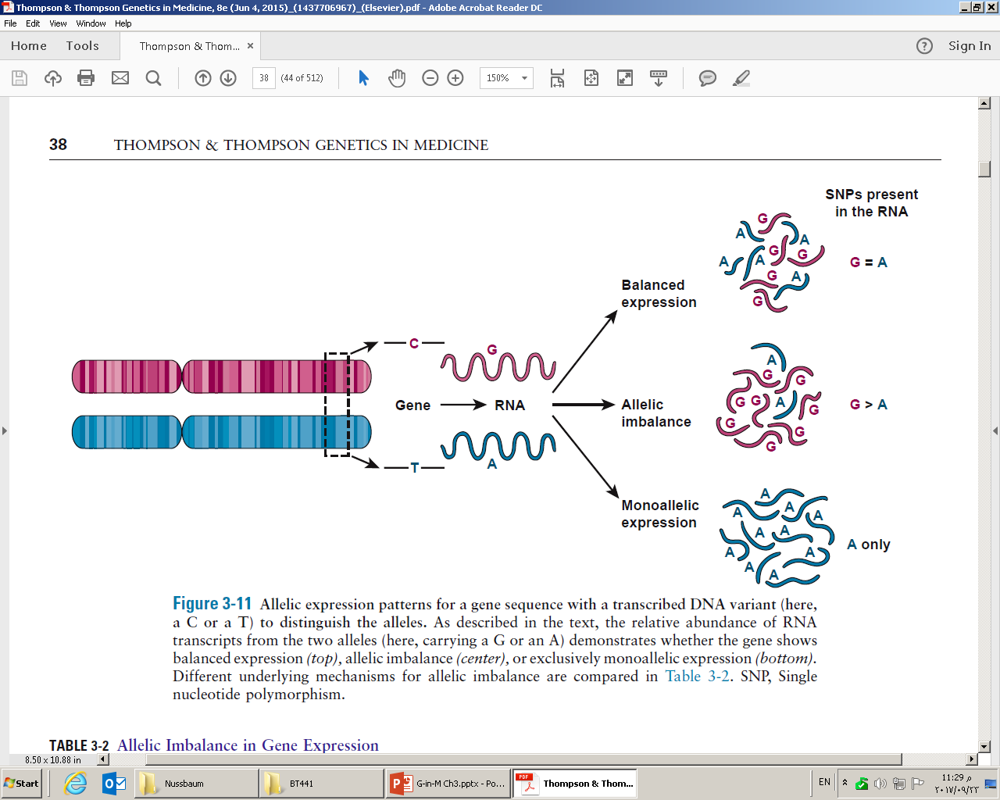 Thompson & Thompson Genetics in Medicine, 8e (Jun 4, 2015)_(1437706967)_(Elsevier).pdf - Adobe Acrobat Reader DC
File Edit View Window Help
Home Tools Thompson & Thom... × ? Sign In
38 (44 of 512) 150%
38 THOMPSON & THOMPSON GENETICS IN MEDICINE
SNPs present
in the RNA
G
A
A
G
G
A
A
G
A
G
G = A
Balanced
expression
C
G
A
G
G
G G A
G
G
G
G
Gene RNA
Allelic
imbalance
G > A
T
A
Monoallelic
expression
A
A
A
A
A
A
A
A
A
A
A only
Figure 3-11 Allelic expression patterns for a gene sequence with a transcribed DNA variant (here,
a C or a T) to distinguish the alleles. As described in the text, the relative abundance of RNA
transcripts from the two alleles (here, carrying a G or an A) demonstrates whether the gene shows
balanced expression (top), allelic imbalance (center), or exclusively monoallelic expression (bottom).
Different underlying mechanisms for allelic imbalance are compared in Table 3-2. SNP, Single
nucleotide polymorphism.
TABLE 3-2 Allelic Imbalance in Gene Expression
8.50 x 10.88 in
Start Nussbaum BT441 G-in-M Ch3.pptx - Po... Thompson & Thom... EN 11:29 م
٢٠١٧/٠٩/٢٢